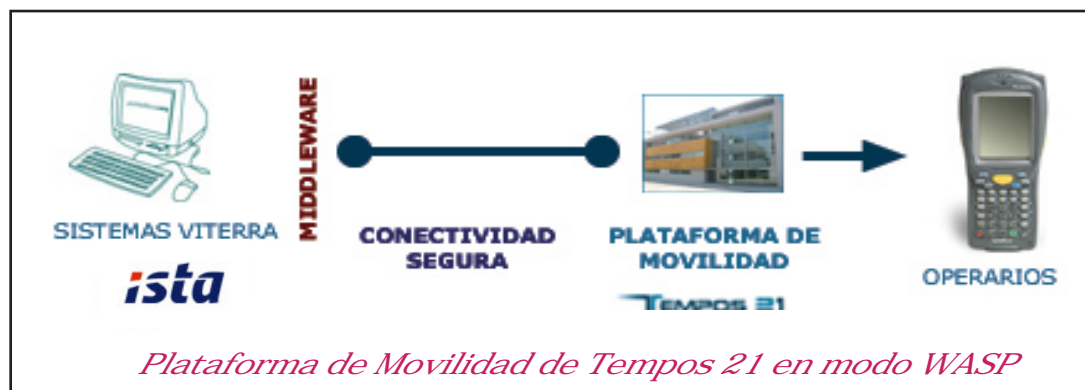 MIDDLEWARE
SISTEMAS VITERRA
ista
CONECTIVIDAD
SEGURA
PLATAFORMA DE
MOVILIDAD
TEMPOS 21
OPERARIOS
Plataforma de Movilidad de Tempos 21 en modo WASP